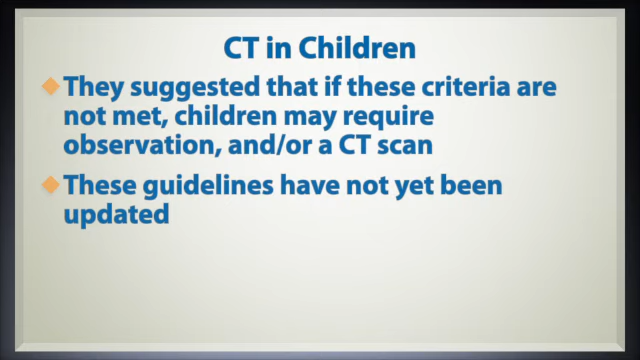 CT in Children
They suggested that if these criteria are
not met, children may require
observation, and/or a CT scan
These guidelines have not yet been
updated